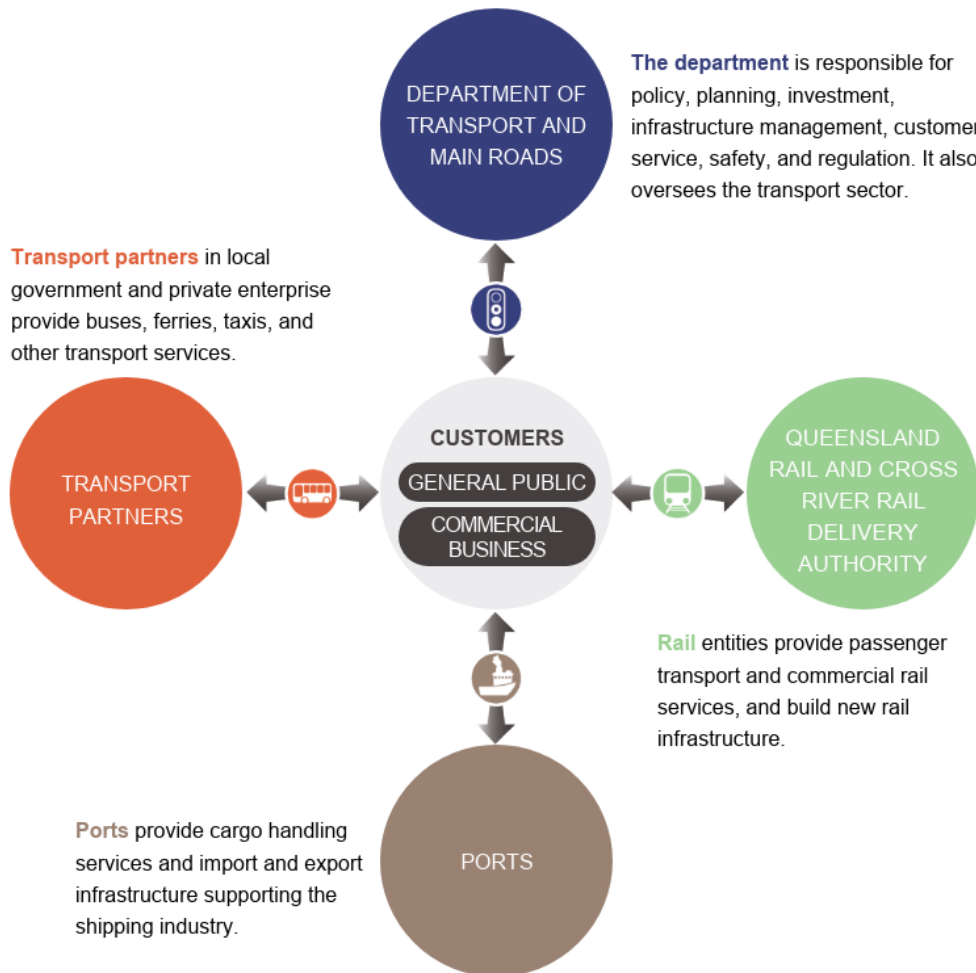 DEPARTMENT OF
TRANSPORT AND
MAIN ROADS
The department is responsible for
policy, planning, investment,
infrastructure management, customer
service, safety, and regulation. It also
oversees the transport sector.
Transport partners in local
government and private enterprise
provide buses, ferries, taxis, and
other transport services.
TRANSPORT
PARTNERS
CUSTOMERS
GENERAL PUBLIC
COMMERCIAL
BUSINESS
QUEENSLAND
RAIL AND CROSS
RIVER RAIL
DELIVERY
AUTHORITY
Rail entities provide passenger
transport and commercial rail
services, and build new rail
infrastructure.
Ports provide cargo handling
services and import and export
infrastructure supporting the
shipping industry.
PORTS